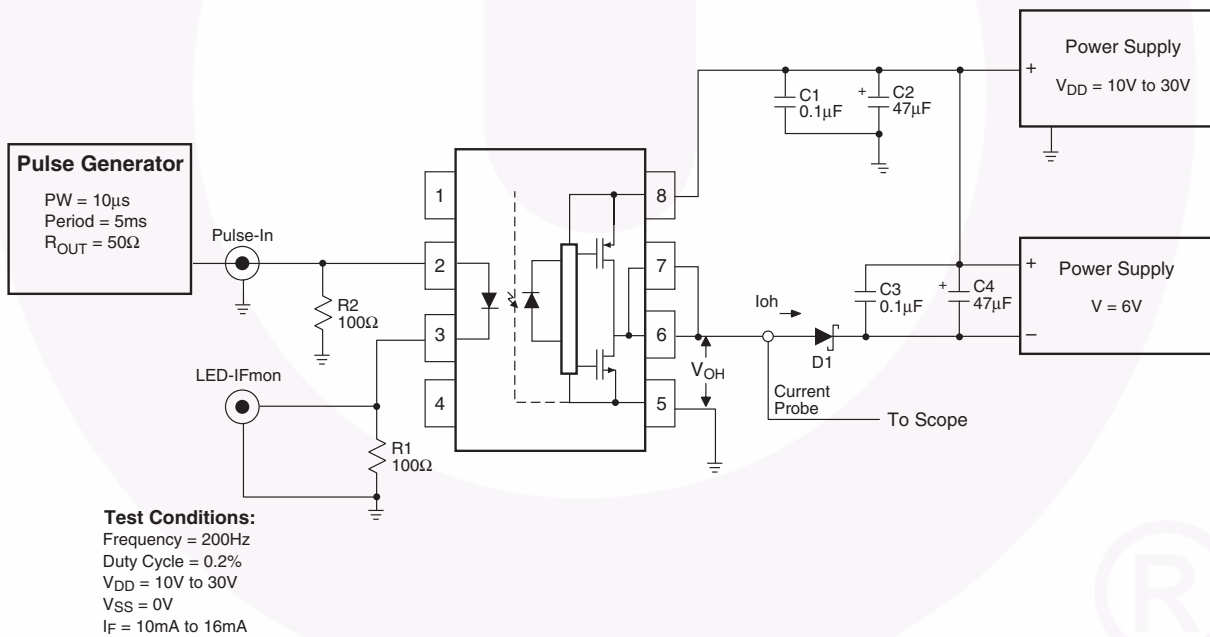 Power Supply
V_DD = 10V to 30V
+
C1
0.1µF
+
C2
47µF
Pulse Generator
PW = 10µs
Period = 5ms
R_OUT = 50Ω
Pulse-In
R2
100Ω
LED-IFmon
R1
100Ω
1
2
3
4
8
7
6
5
V_OH
Ioh
D1
Current
Probe
To Scope
C3
0.1µF
+
C4
47µF
+
Power Supply
V = 6V
–
Test Conditions:
Frequency = 200Hz
Duty Cycle = 0.2%
V_DD = 10V to 30V
V_SS = 0V
I_F = 10mA to 16mA
®